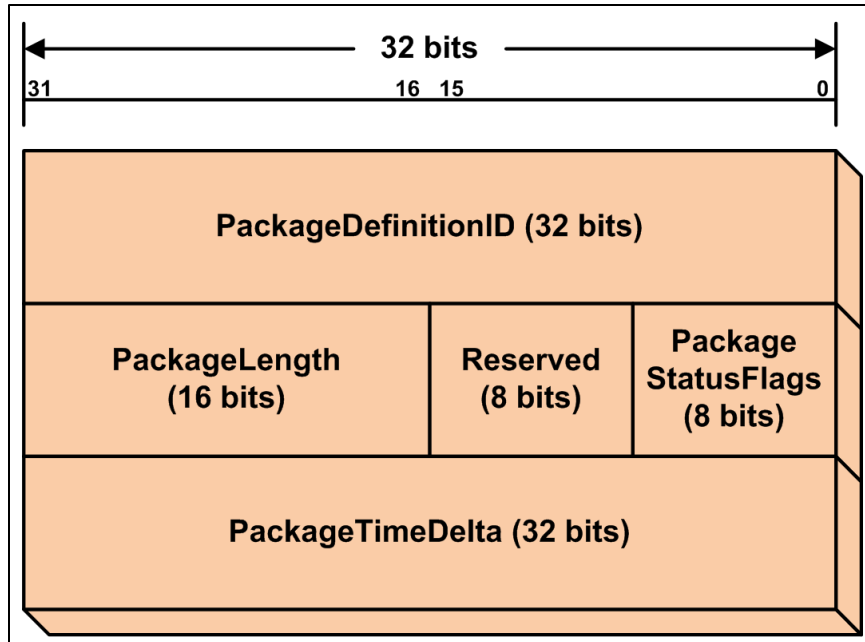 32 bits
31 16 15 0
PackageDefinitionID (32 bits)
PackageLength
(16 bits)
Reserved
(8 bits)
Package
StatusFlags
(8 bits)
PackageTimeDelta (32 bits)